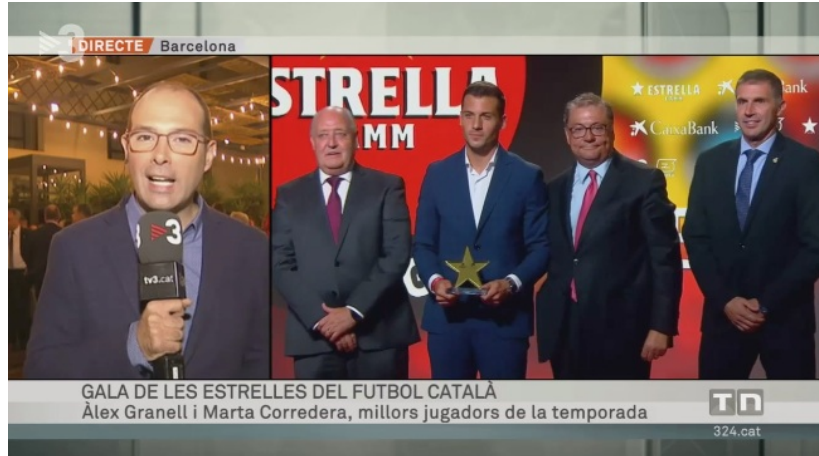 3
DIRECTE
Barcelona
ESTRELLA
MM
ESTRELLA
CaixaBank
Bank
3
tv3.cat
GALA DE LES ESTRELLES DEL FUTBOL CATALÀ
Àlex Granell i Marta Corredera, millors jugadors de la temporada
TN
324.cat